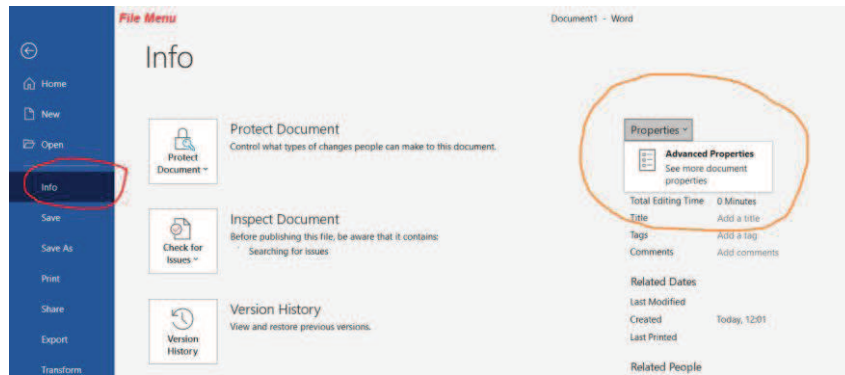 File Menu
Document1 - Word
Info
Home
New
Open
Info
Save
Save As
Print
Share
Export
Transform
Protect
Document
Protect Document
Control what types of changes people can make to this document.
Check for
Issues
Inspect Document
Before publishing this file, be aware that it contains:
Searching for issues
Version
History
Version History
View and restore previous versions.
Properties
Advanced Properties
See more document
properties
Total Editing Time 0 Minutes
Title Add a title
Tags Add a tag
Comments Add comments
Related Dates
Last Modified
Created Today, 12:01
Last Printed
Related People